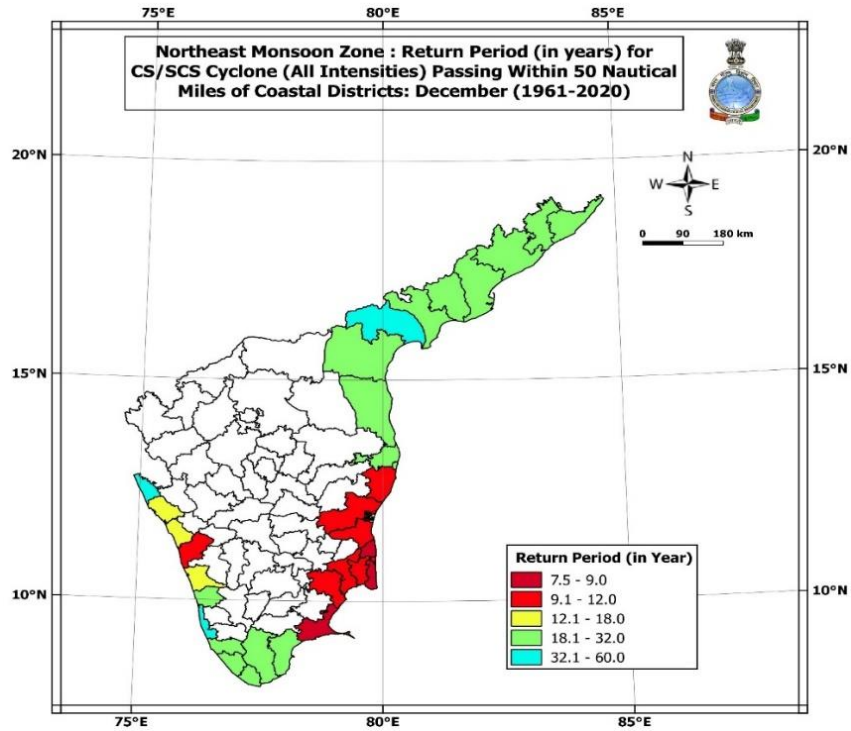 75°E 80°E 85°E
Northeast Monsoon Zone : Return Period (in years) for
CS/SCS Cyclone (All Intensities) Passing Within 50 Nautical
Miles of Coastal Districts: December (1961-2020)
20°N 20°N
N
W E
S
0 90 180 km
15°N 15°N
Return Period (in Year)
7.5 - 9.0
9.1 - 12.0
12.1 - 18.0
18.1 - 32.0
32.1 - 60.0
10°N 10°N
75°E 80°E 85°E